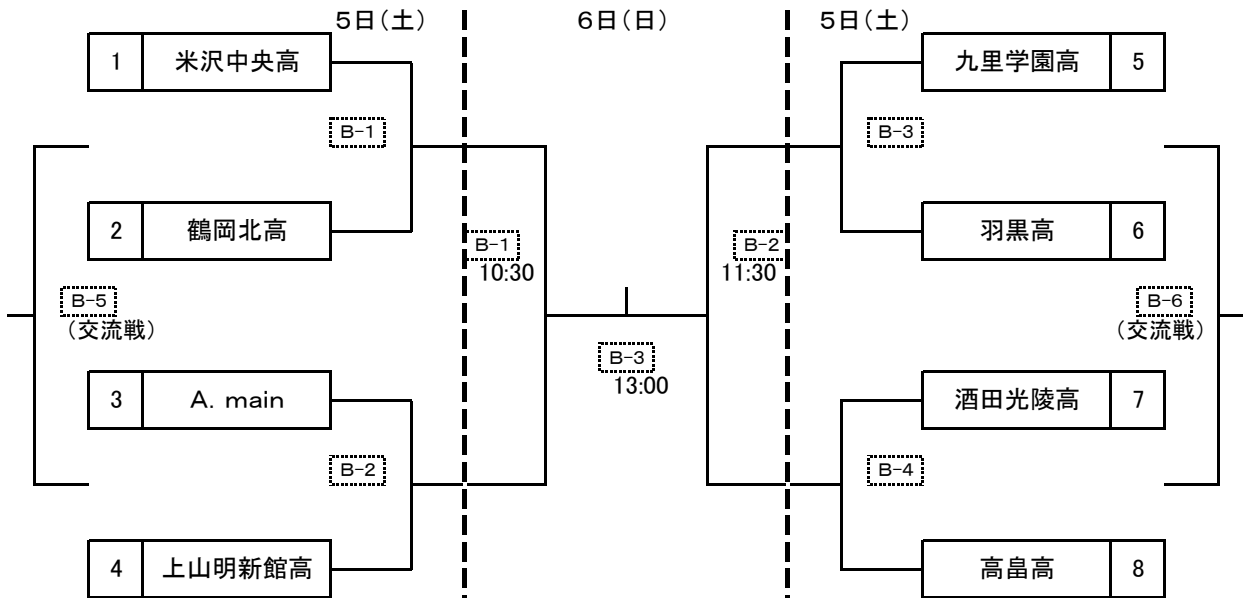 5日(土) 6日(日) 5日(土)
1 米沢中央高 九里学園高 5
B-1 B-3
2 鶴岡北高 羽黒高 6
B-1 B-2
10:30 11:30
B-5 B-6
(交流戦) (交流戦)
B-3
13:00
3 A. main 酒田光陵高 7
B-2 B-4
4 上山明新館高 高畠高 8